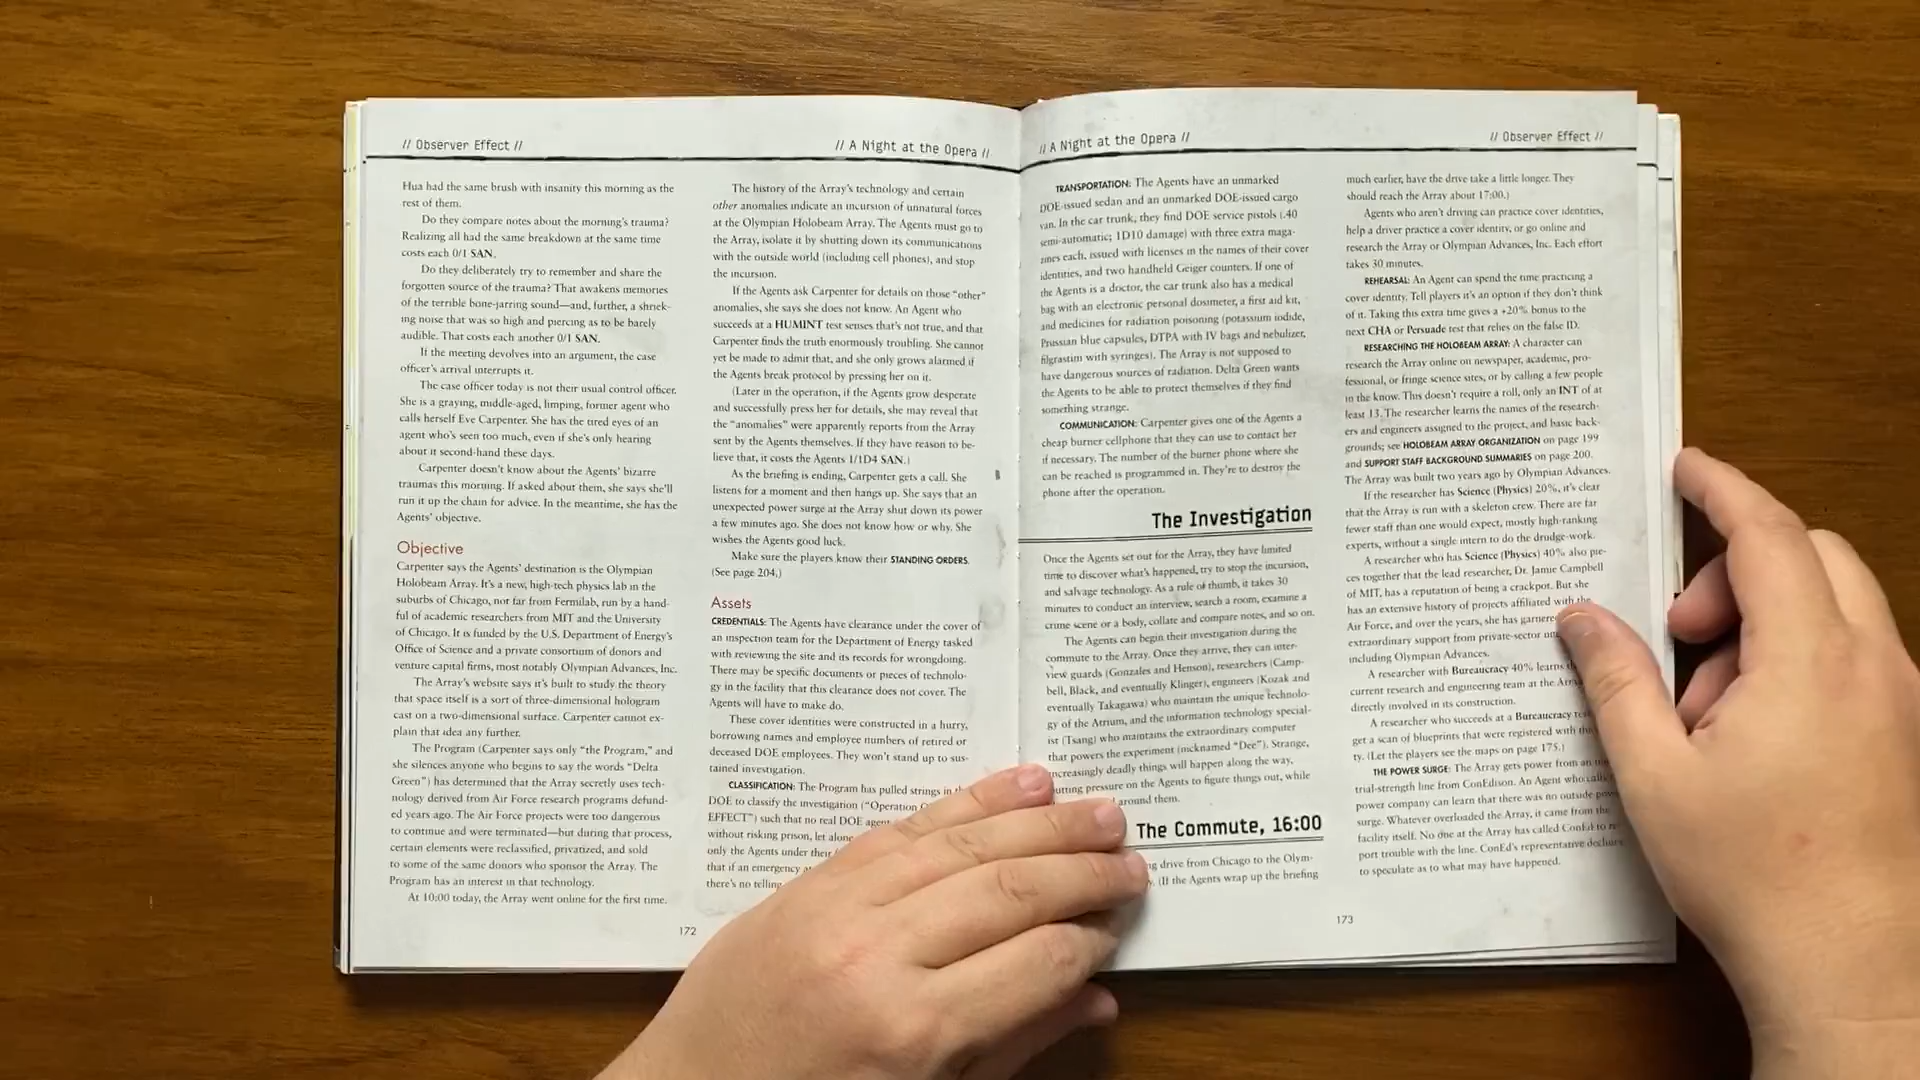 // Observer Effect //
// A Night at the Opera //
Hua had the same brush with insanity this morning as the
rest of them.
Do they compare notes about the morning's trauma?
Realizing all had the same breakdown at the same time
costs each 0/1 SAN.
Do they deliberately try to remember and share the
forgotten source of the trauma? That awakens memories
of the terrible bone-jarring sound—and, further, a shriek-
ing noise that was so high and piercing as to be barely
audible. That costs each another 0/1 SAN.
If the meeting devolves into an argument, the case
officer's arrival interrupts it.
The case officer today is not their usual control officer.
She is a graying, middle-aged, limping, former agent who
calls herself Eve Carpenter. She has the tired eyes of an
agent who's seen too much, even if she's only hearing
about it second-hand these days.
Carpenter doesn't know about the Agents' bizarre
traumas this morning. If asked about them, she says she'll
run it up the chain for advice. In the meantime, she has the
Agents' objective.
Objective
Carpenter says the Agents' destination is the Olympian
Holobeam Array. It's a new, high-tech physics lab in the
suburbs of Chicago, not far from Fermilab, run by a hand-
ful of academic researchers from MIT and the University
of Chicago. It is funded by the U.S. Department of Energy's
Office of Science and a private consortium of donors and
venture capital firms, most notably Olympian Advances, Inc.
The Array's website says it's built to study the theory
that space itself is a sort of three-dimensional hologram
cast on a two-dimensional surface. Carpenter cannot ex-
plain that idea any further.
The Program (Carpenter says only "the Program," and
she silences anyone who begins to say the words "Delta
Green") has determined that the Array secretly uses tech-
nology derived from Air Force research programs defund-
ed years ago. The Air Force projects were too dangerous
to continue and were terminated—but during that process,
certain elements were reclassified, privatized, and sold
to some of the same donors who sponsor the Array. The
Program has an interest in that technology.
At 10:00 today, the Array went online for the first time.
The history of the Array's technology and certain
other anomalies indicate an incursion of unnatural forces
at the Olympian Holobeam Array. The Agents must go to
the Array, isolate it by shutting down its communications
with the outside world (including cell phones), and stop
the incursion.
If the Agents ask Carpenter for details on those "other"
anomalies, she says she does not know. An Agent who
succeeds at a HUMINT test senses that's not true, and that
Carpenter finds the truth enormously troubling. She cannot
yet be made to admit that, and she only grows alarmed if
the Agents break protocol by pressing her on it.
(Later in the operation, if the Agents grow desperate
and successfully press her for details, she may reveal that
the "anomalies" were apparently reports from the Array
sent by the Agents themselves. If they have reason to be-
lieve that, it costs the Agents 1/1D4 SAN.)
As the briefing is ending, Carpenter gets a call. She
listens for a moment and then hangs up. She says that an
unexpected power surge at the Array shut down its power
a few minutes ago. She does not know how or why. She
wishes the Agents good luck.
Make sure the players know their STANDING ORDERS.
(See page 204.)
Assets
CREDENTIALS: The Agents have clearance under the cover of
an inspection team for the Department of Energy tasked
with reviewing the site and its records for wrongdoing.
There may be specific documents or pieces of technolo-
gy in the facility that this clearance does not cover. The
Agents will have to make do.
These cover identities were constructed in a hurry,
borrowing names and employee numbers of retired or
deceased DOE employees. They won't stand up to sus-
tained investigation.
CLASSIFICATION: The Program has pulled strings in
DOE to classify the investigation ("Operation
EFFECT") such that no real DOE agent
without risking prison, let alone
only the Agents under their
that if an emergency
there's no telling
172
// A Night at the Opera //
// Observer Effect //
TRANSPORTATION: The Agents have an unmarked
DOE-issued sedan and an unmarked DOE-issued cargo
van. In the car trunk, they find DOE service pistols (.40
semi-automatic; 1D10 damage) with three extra maga-
zines each, issued with licenses in the names of their cover
identities, and two handheld Geiger counters. If one of
the Agents is a doctor, the car trunk also has a medical
bag with an electronic personal dosimeter, a first aid kit,
and medicines for radiation poisoning (potassium iodide,
Prussian blue capsules, DTPA with IV bags and nebulizer,
filgrastim with syringes). The Array is not supposed to
have dangerous sources of radiation. Delta Green wants
the Agents to be able to protect themselves if they find
something strange.
COMMUNICATION: Carpenter gives one of the Agents a
cheap burner cellphone that they can use to contact her
if necessary. The number of the burner phone where she
can be reached is programmed in. They're to destroy the
phone after the operation.
The Investigation
Once the Agents set out for the Array, they have limited
time to discover what's happened, try to stop the incursion,
and salvage technology. As a rule of thumb, it takes 30
minutes to conduct an interview, search a room, examine a
crime scene or a body, collate and compare notes, and so on.
The Agents can begin their investigation during the
commute to the Array. Once they arrive, they can inter-
view guards (Gonzales and Henson), researchers (Camp-
bell, Black, and eventually Klinger), engineers (Kozak and
eventually Takagawa) who maintain the unique technolo-
gy of the Atrium, and the information technology special-
ist (Tsang) who maintains the extraordinary computer
that powers the experiment (nicknamed "Dee"). Strange,
increasingly deadly things will happen along the way,
putting pressure on the Agents to figure things out, while
around them.
The Commute, 16:00
drive from Chicago to the Olym-
(If the Agents wrap up the briefing
much earlier, have the drive take a little longer. They
should reach the Array about 17:00.)
Agents who aren't driving can practice cover identities,
help a driver practice a cover identity, or go online and
research the Array or Olympian Advances, Inc. Each effort
takes 30 minutes.
REHEARSAL: An Agent can spend the time practicing a
cover identity. Tell players it's an option if they don't think
of it. Taking this extra time gives a +20% bonus to the
next CHA or Persuade test that relies on the false ID.
RESEARCHING THE HOLOBEAM ARRAY: A character can
research the Array online on newspaper, academic, pro-
fessional, or fringe science sites, or by calling a few people
in the know. This doesn't require a roll, only an INT of at
least 13. The researcher learns the names of the research-
ers and engineers assigned to the project, and basic back-
grounds; see HOLOBEAM ARRAY ORGANIZATION on page 199
and SUPPORT STAFF BACKGROUND SUMMARIES on page 200.
The Array was built two years ago by Olympian Advances.
If the researcher has Science (Physics) 20%, it's clear
that the Array is run with a skeleton crew. There are far
fewer staff than one would expect, mostly high-ranking
experts, without a single intern to do the drudge-work.
A researcher who has Science (Physics) 40% also pie-
ces together that the lead researcher, Dr. Jamie Campbell
of MIT, has a reputation of being a crackpot. But she
has an extensive history of projects affiliated with the
Air Force, and over the years, she has garnered
extraordinary support from private-sector
including Olympian Advances.
A researcher with Bureaucracy 40% learns
current research and engineering team at the Array
directly involved in its construction.
A researcher who succeeds at a Bureaucracy
get a scan of blueprints that were registered with
ty. (Let the players see the maps on page 175.)
THE POWER SURGE: The Array gets power from an
trial-strength line from ConEdison. An Agent who calls
power company can learn that there was no outside
surge. Whatever overloaded the Array, it came from the
facility itself. No one at the Array has called ConEd to re-
port trouble with the line. ConEd's representative declines
to speculate as to what may have happened.
173